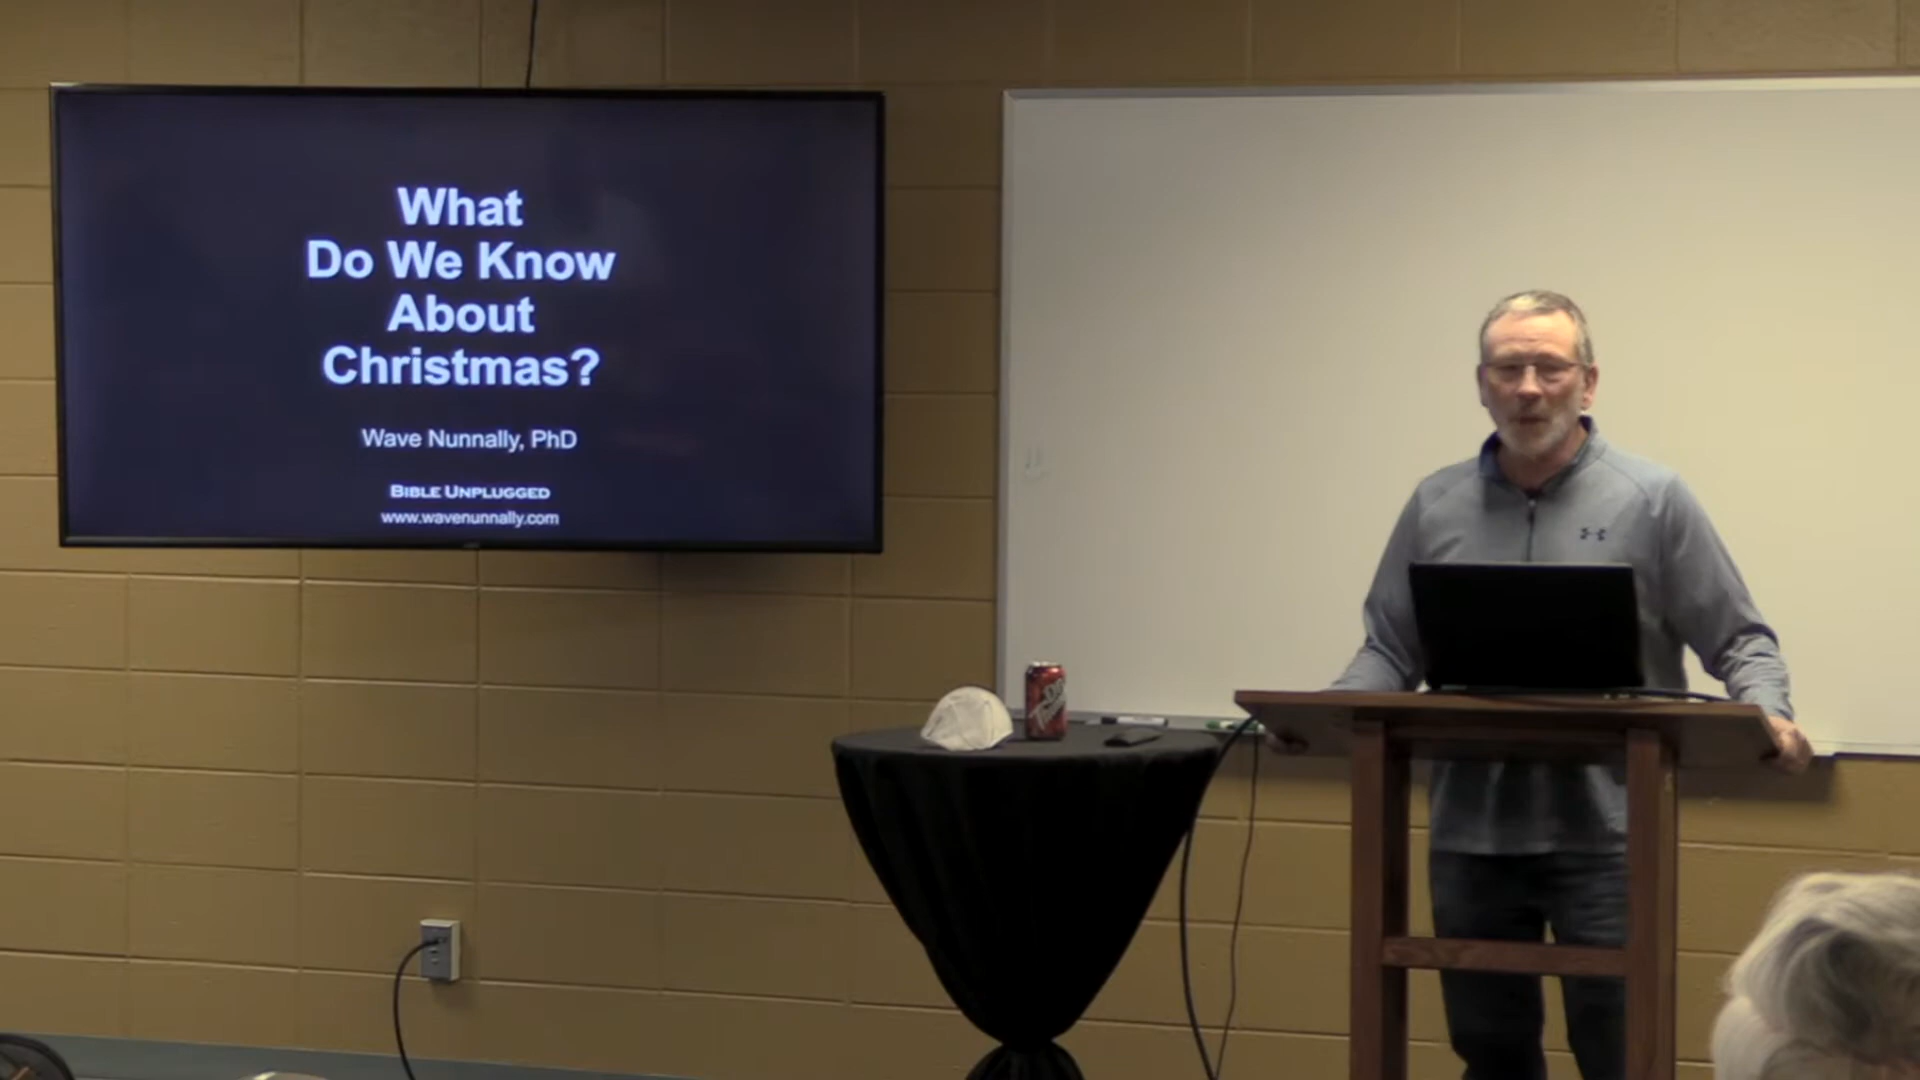 What
Do We Know
About
Christmas?
Wave Nunnally, PhD
BIBLE UNPLUGGED
www.wavenunnally.com